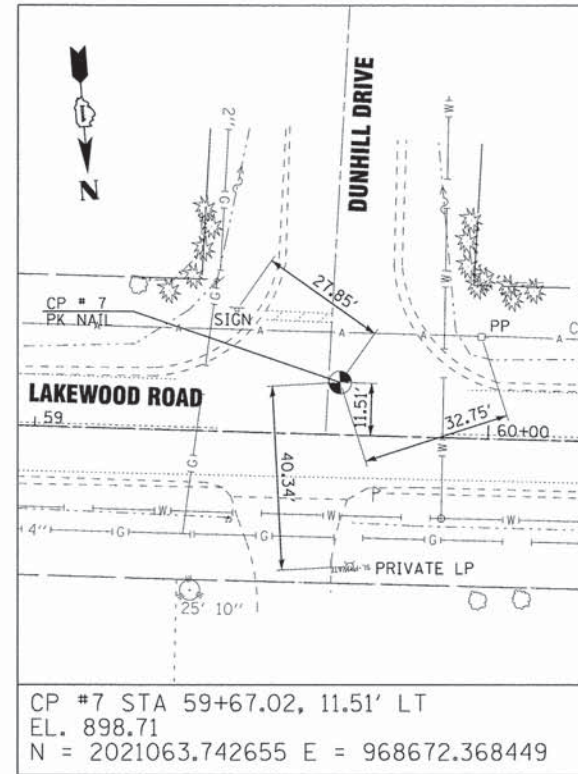 N
2"
G
W
DUNHILL DRIVE
W
G
27.85'
CP # 7
PK NAIL
SIGN
PP
A
A
A
A
A
C
W
LAKEWOOD ROAD
11.51'
32.75'
59
60+00
W
G
40.34'
P
W
W
W
4"
G
G
G
PRIVATE LP
25' 10"
CP #7 STA 59+67.02, 11.51' LT
EL. 898.71
N = 2021063.742655 E = 968672.368449